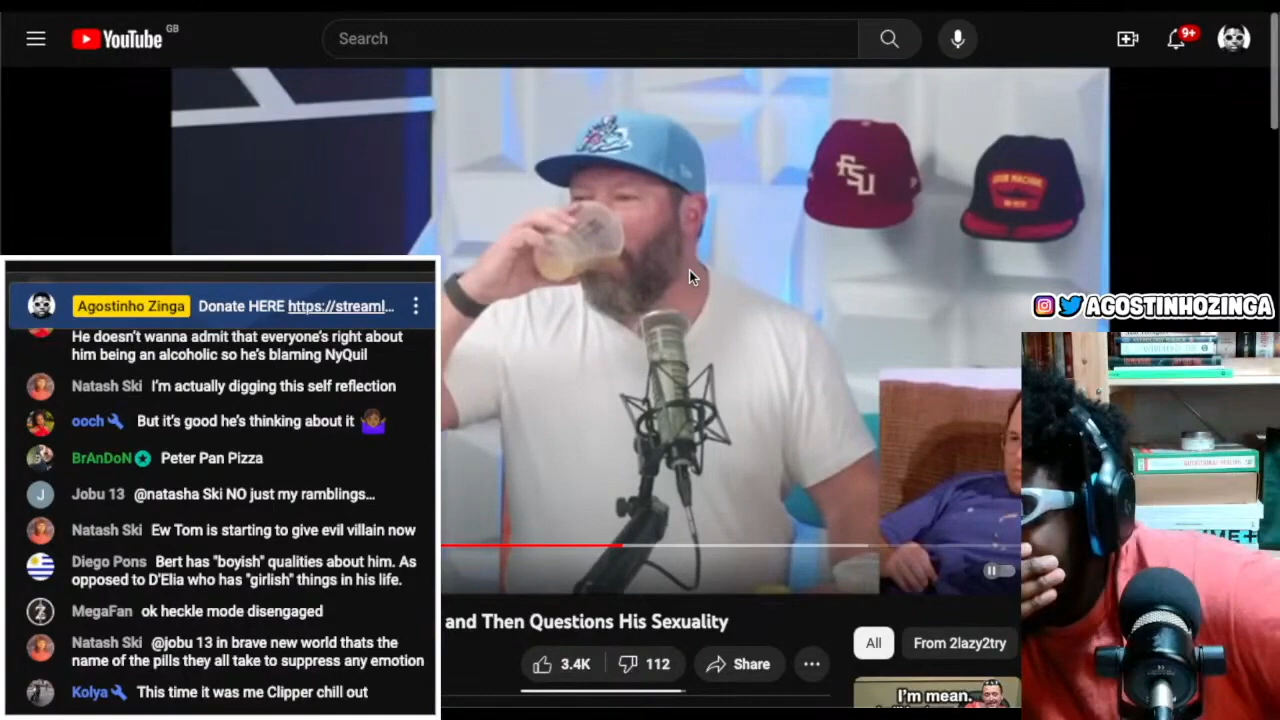 YouTube GB
Search
9+
FSU
Agostinho Zinga Donate HERE https://streaml...
He doesn't wanna admit that everyone's right about
him being an alcoholic so he's blaming NyQuil
Natash Ski I'm actually digging this self reflection
ooch But it's good he's thinking about it
BrAnDoN Peter Pan Pizza
Jobu 13 @natasha Ski NO just my ramblings...
Natash Ski Ew Tom is starting to give evil villain now
Diego Pons Bert has "boyish" qualities about him. As
opposed to D'Elia who has "girlish" things in his life.
MegaFan ok heckle mode disengaged
Natash Ski @jobu 13 in brave new world thats the
name of the pills they all take to suppress any emotion
Kolya This time it was me Clipper chill out
AGOSTINHOZINGA
and Then Questions His Sexuality
3.4K
112
Share
All
From 2lazy2try
I'm mean.